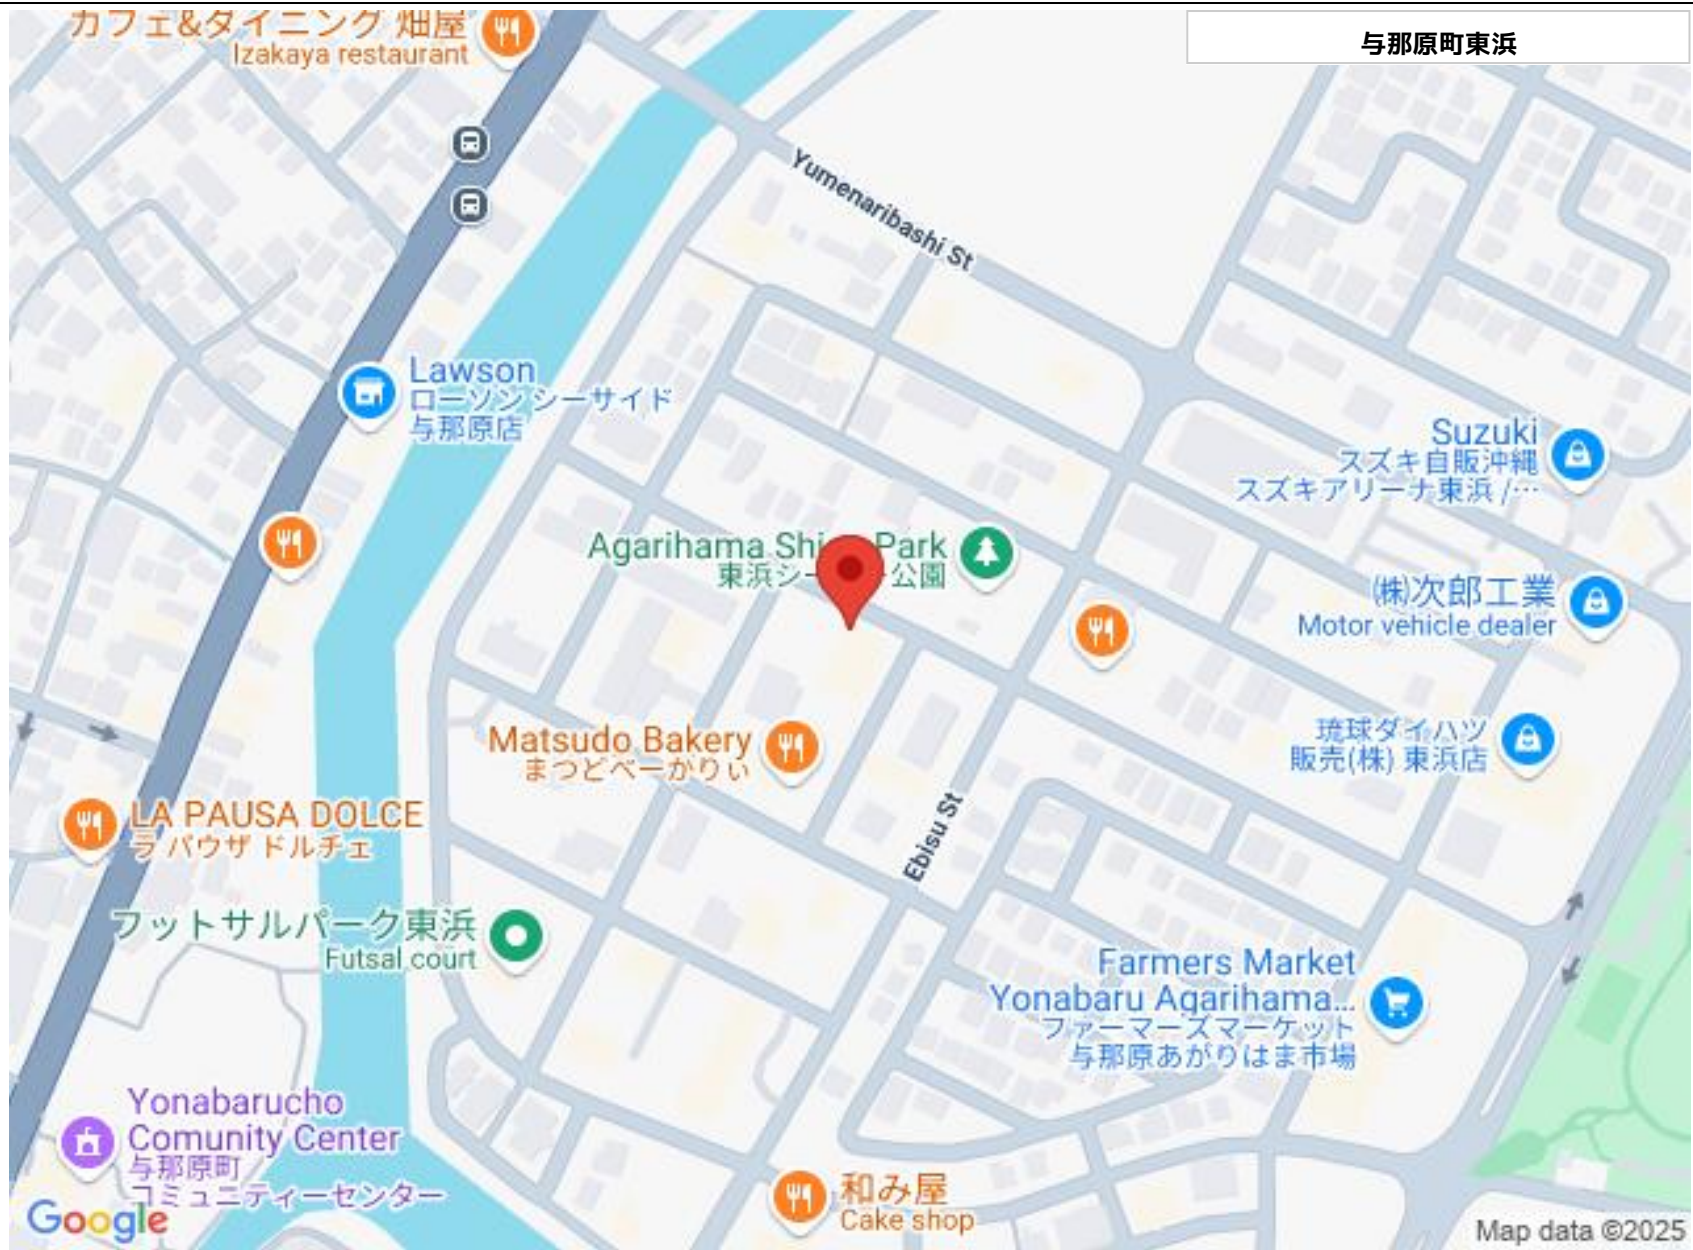 カフェ&ダイニング 畑屋
Izakaya restaurant
与那原町東浜
Yumenaribashi St
Lawson
ローソン シーサイド
与那原店
Suzuki
スズキ自販沖縄
スズキアリーナ東浜 /…
Agarihama Shi Park
東浜シー 公園
㈱次郎工業
Motor vehicle dealer
Matsudo Bakery
まつどべーかりぃ
琉球ダイハツ
販売(株) 東浜店
LA PAUSA DOLCE
ラ パウザ ドルチェ
Ebisu St
フットサルパーク東浜
Futsal court
Farmers Market
Yonabaru Agarihama...
ファーマーズマーケット
与那原あがりはま市場
Yonabarucho
Comunity Center
与那原町
コミュニティーセンター
和み屋
Cake shop
Google
Map data ©2025